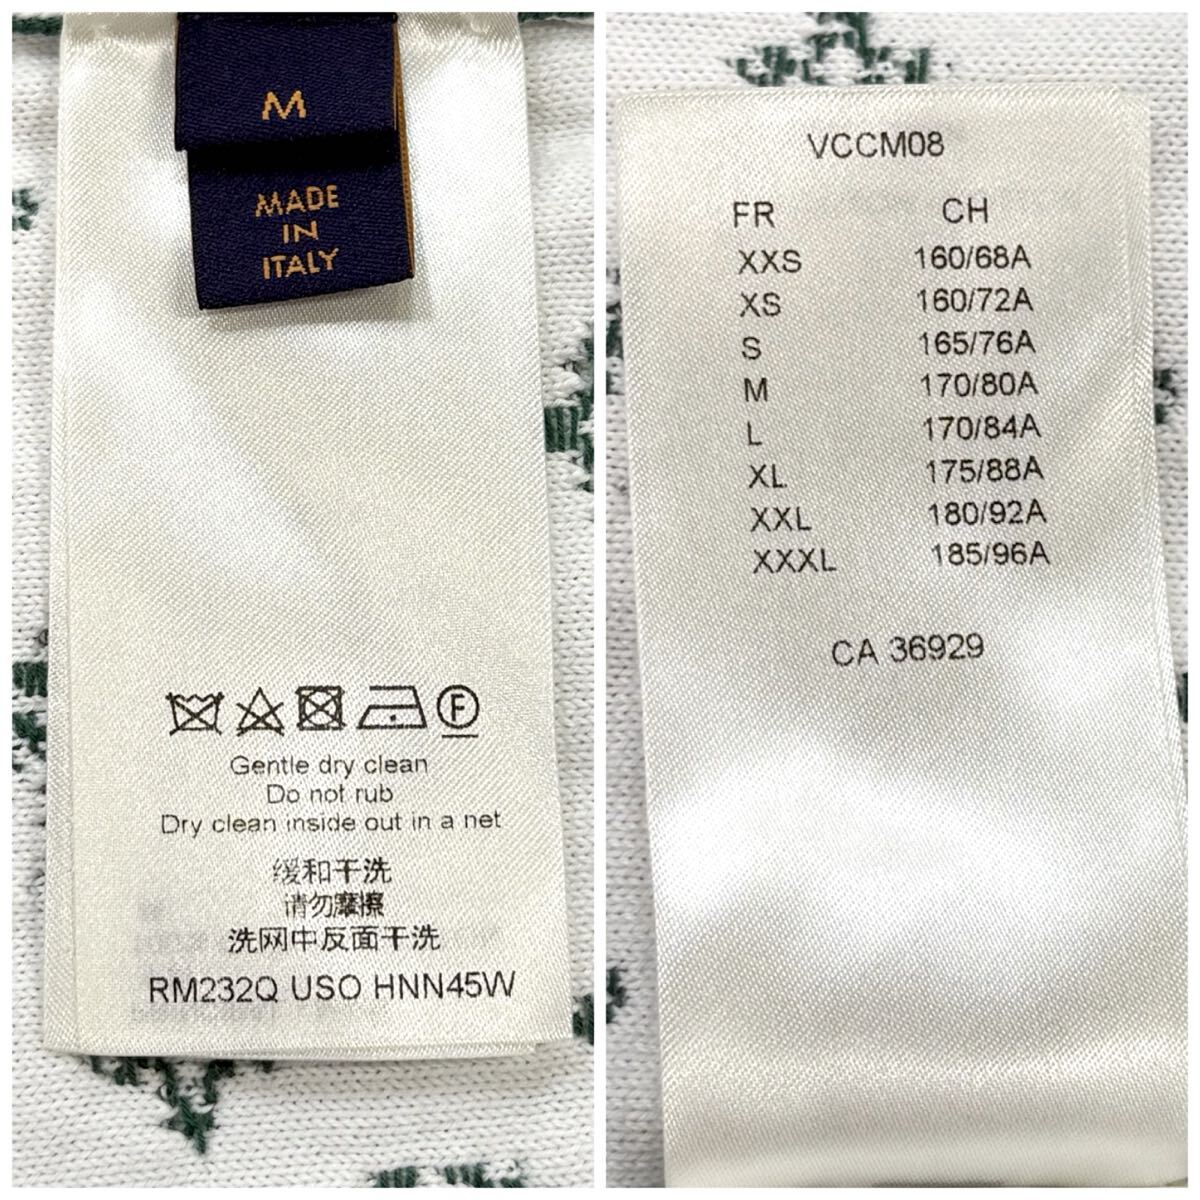 M
MADE
IN
ITALY
F
Gentle dry clean
Do not rub
Dry clean inside out in a net
缓和干洗
请勿摩擦
洗网中反面干洗
RM232Q USO HNN45W
VCCM08
FR CH
XXS 160/68A
XS 160/72A
S 165/76A
M 170/80A
L 170/84A
XL 175/88A
XXL 180/92A
XXXL 185/96A
CA 36929